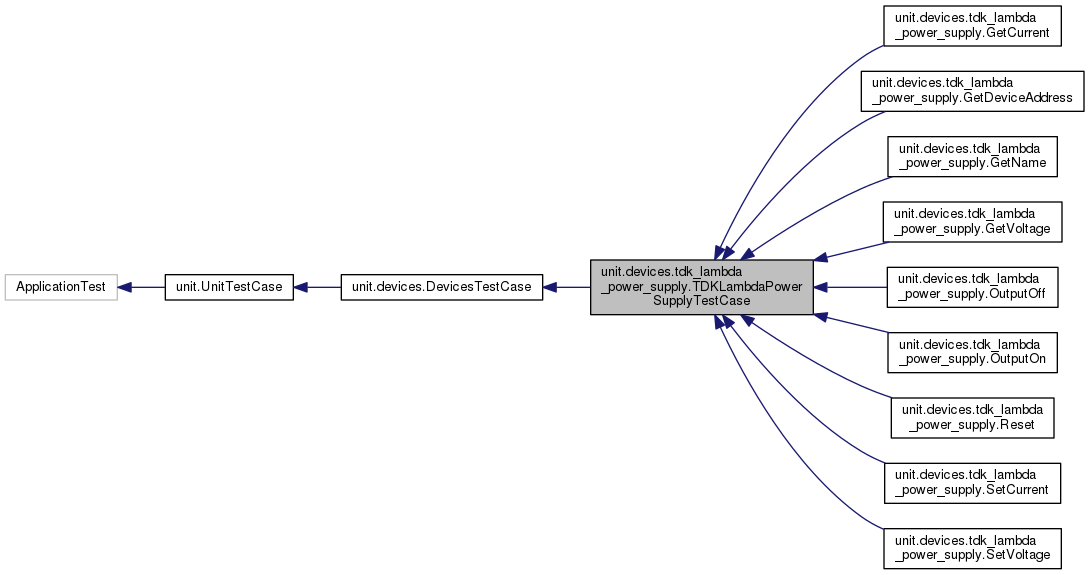 ApplicationTest
unit.UnitTestCase
unit.devices.DevicesTestCase
unit.devices.tdk_lambda
_power_supply.TDKLambdaPower
SupplyTestCase
unit.devices.tdk_lambda
_power_supply.GetCurrent
unit.devices.tdk_lambda
_power_supply.GetDeviceAddress
unit.devices.tdk_lambda
_power_supply.GetName
unit.devices.tdk_lambda
_power_supply.GetVoltage
unit.devices.tdk_lambda
_power_supply.OutputOff
unit.devices.tdk_lambda
_power_supply.OutputOn
unit.devices.tdk_lambda
_power_supply.Reset
unit.devices.tdk_lambda
_power_supply.SetCurrent
unit.devices.tdk_lambda
_power_supply.SetVoltage